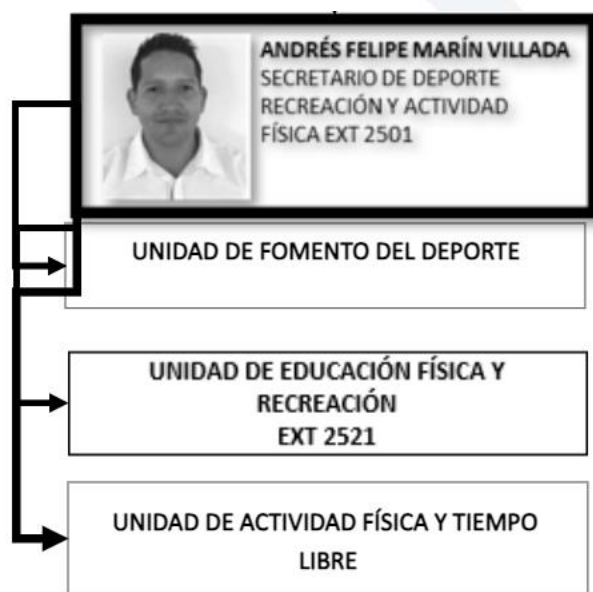 ANDRÉS FELIPE MARÍN VILLADA
SECRETARIO DE DEPORTE
RECREACIÓN Y ACTIVIDAD
FÍSICA EXT 2501
UNIDAD DE FOMENTO DEL DEPORTE
UNIDAD DE EDUCACIÓN FÍSICA Y
RECREACIÓN
EXT 2521
UNIDAD DE ACTIVIDAD FÍSICA Y TIEMPO
LIBRE